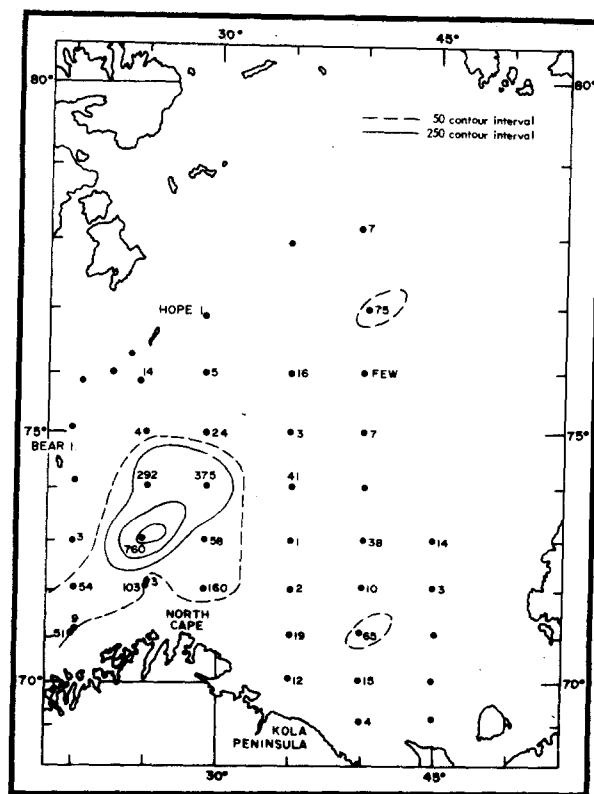 30° 45°
80° 80°
50 contour interval
250 contour interval
7
75
HOPE I.
14 5 16 FEW
75° 4 24 3 7 75°
BEAR I.
292 375 41
3 760 58 1 38 14
54 103 3 160 2 10 3
9
51 NORTH 19 65
CAPE
70° 12 15 70°
4
KOLA
PENINSULA
30° 45°